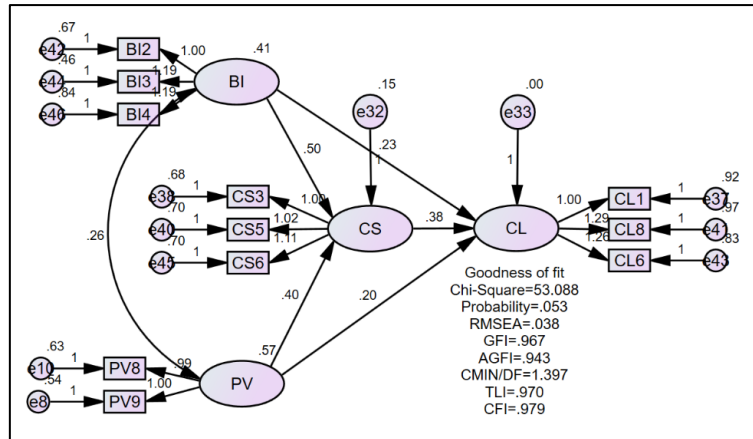 .67
.41
e42 1 BI2 1.00
.46
BI
e44 1 BI3 1.19
.84
.15
.00
e46 1 BI4 1.19
e32
e33
.50
.23
1
1
.68
.92
e38 1 CS3 1.00
1.00 CL1 1 e37
.70
.97
e40 1 CS5 1.02
CS
.38
CL
1.29 CL8 1 e41
.70
.83
e45 1 CS6 1.11
1.26 CL6 1 e43
.26
Goodness of fit
Chi-Square=53.088
Probability=.053
RMSEA=.038
GFI=.967
AGFI=.943
CMIN/DF=1.397
TLI=.970
CFI=.979
.40
.20
.63
.57
e10 1 PV8 .99
.54
PV
e8 1 PV9 1.00